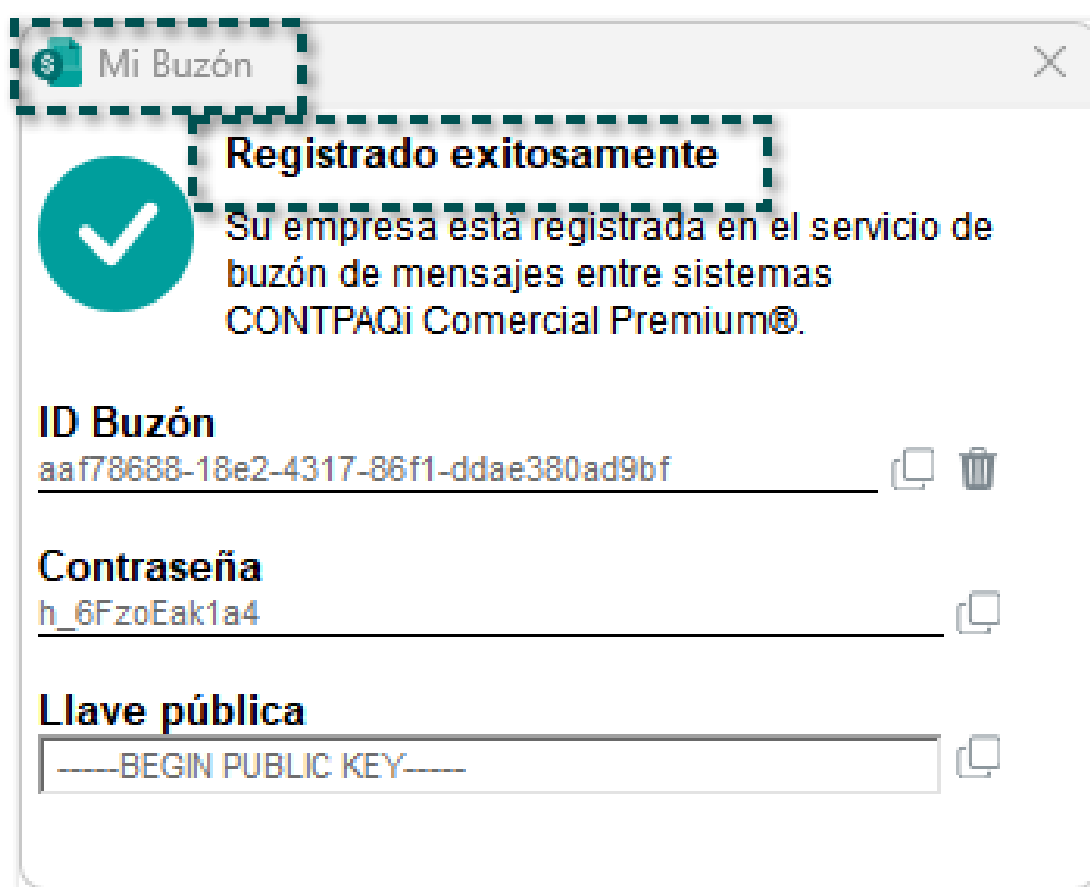 Mi Buzón
Registrado exitosamente
Su empresa está registrada en el servicio de
buzón de mensajes entre sistemas
CONTPAQi Comercial Premium®.
ID Buzón
aaf78688-18e2-4317-86f1-ddae380ad9bf
Contraseña
h_6FzoEak1a4
Llave pública
-----BEGIN PUBLIC KEY-----